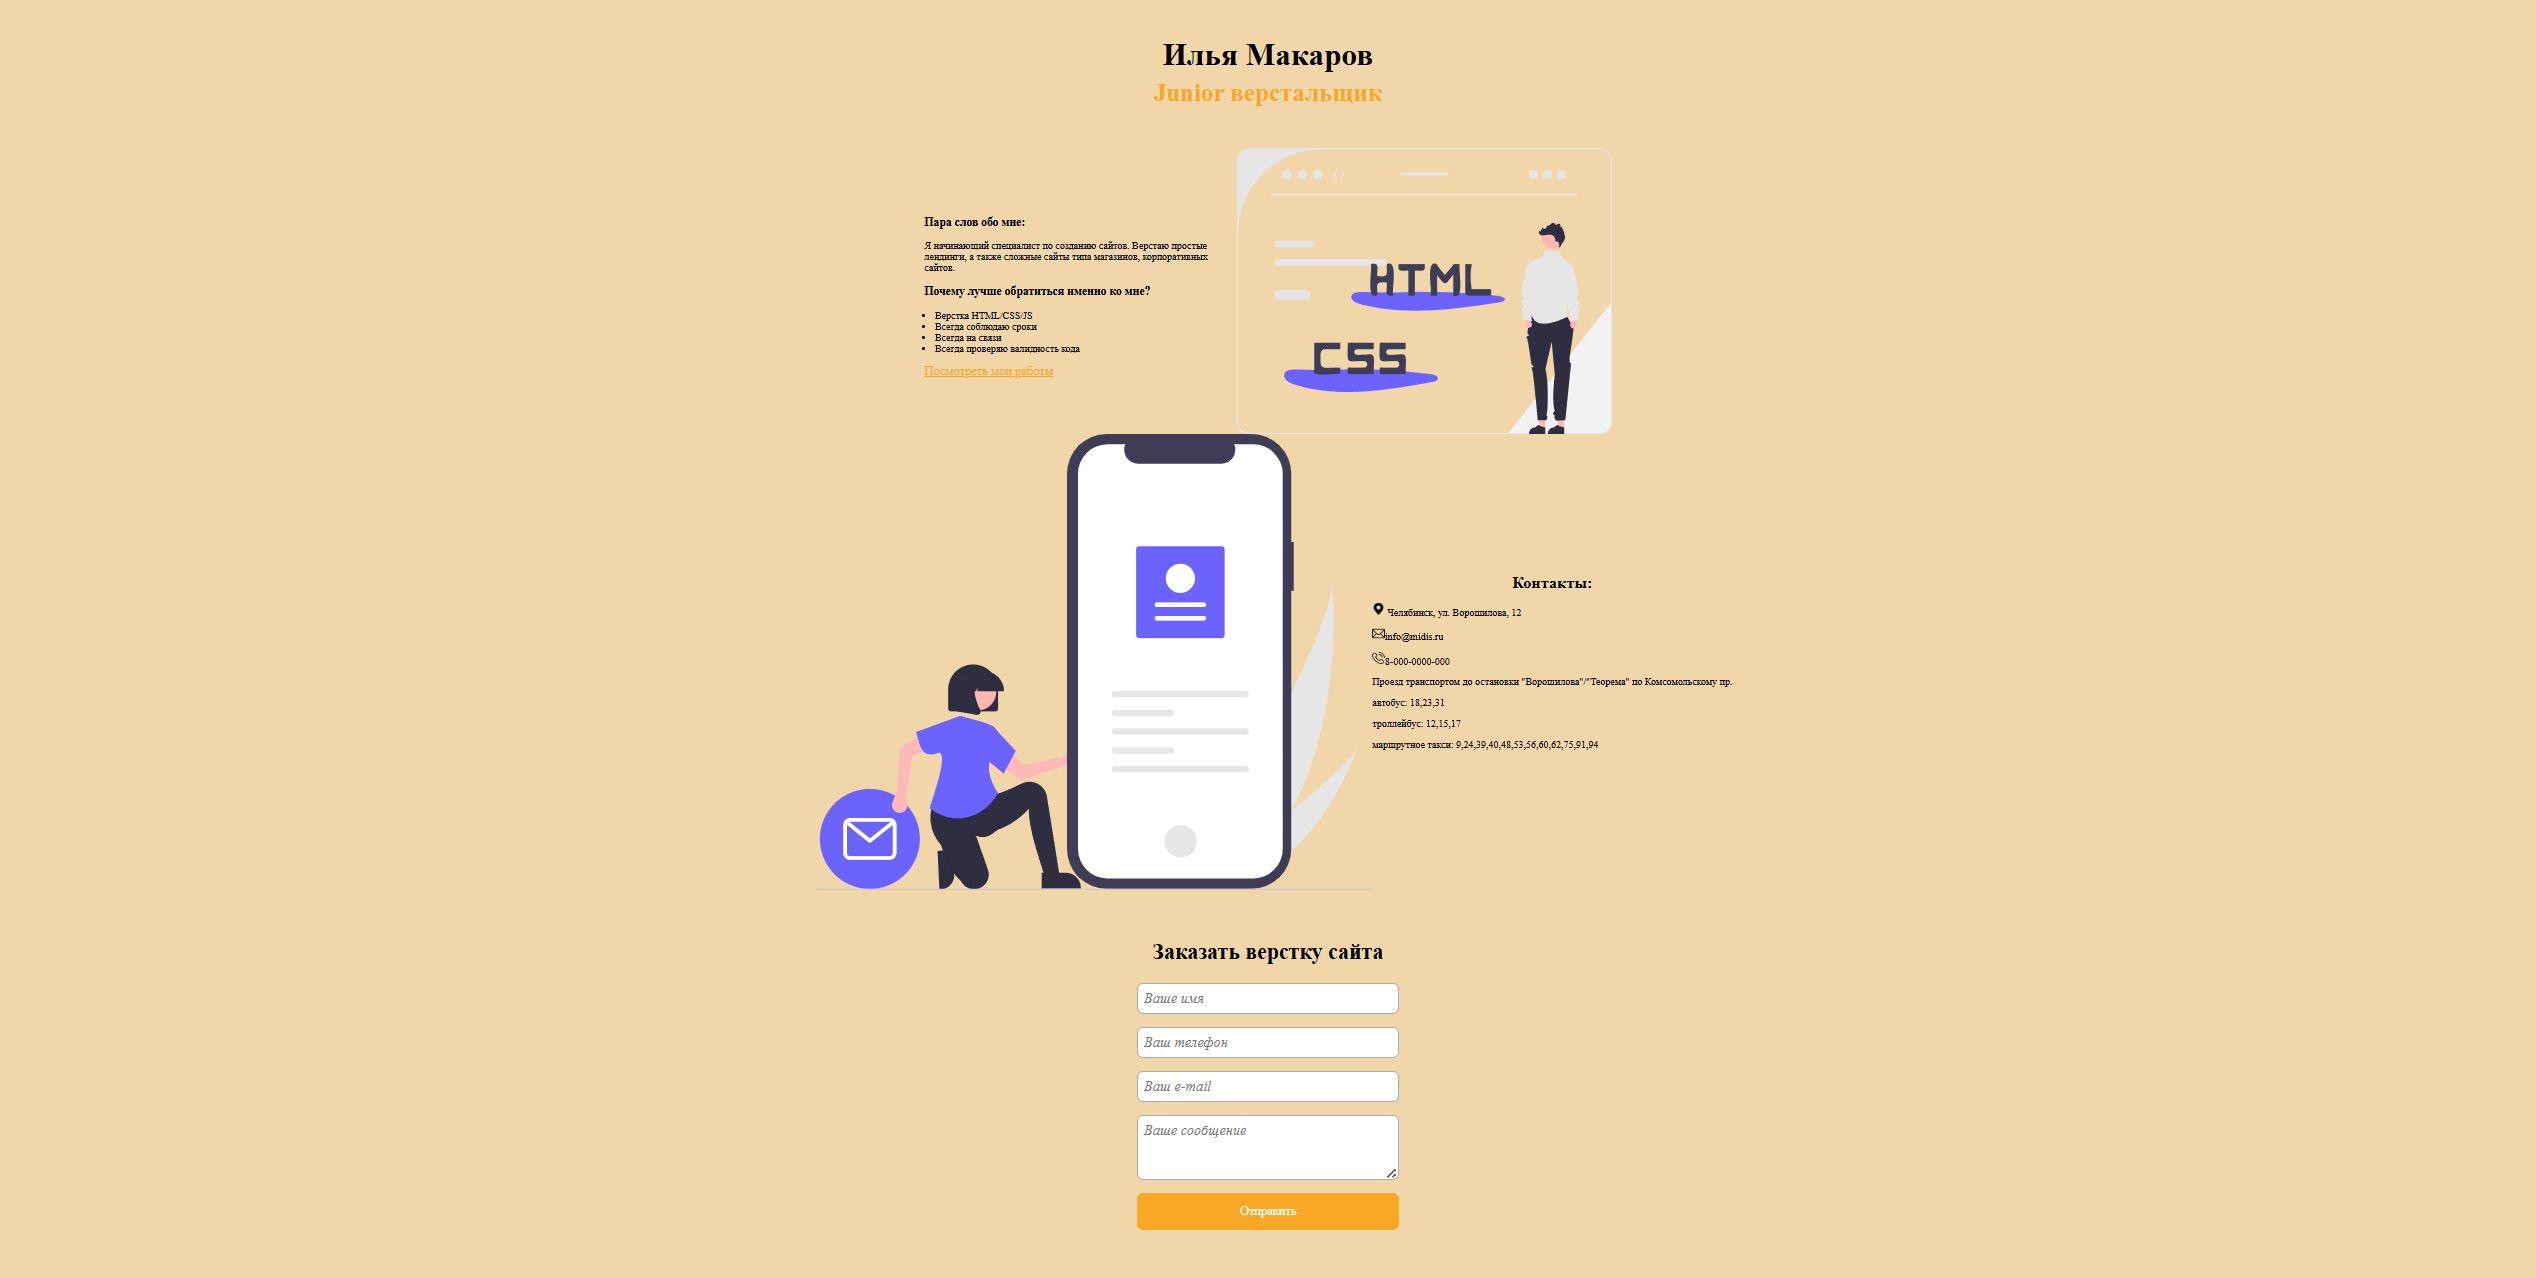 Илья Макаров
Junior верстальщик
Пара слов обо мне:
Я начинающий специалист по созданию сайтов. Верстаю простые
лендинги, а также сложные сайты типа магазинов, корпоративных
сайтов.
Почему лучше обратиться именно ко мне?
Верстка HTML/CSS/JS
Всегда соблюдаю сроки
Всегда на связи
Всегда проверяю валидность кода
Посмотреть мои работы
HTML
CSS
Контакты:
Челябинск, ул. Ворошилова, 12
info@midis.ru
8-000-0000-000
Проезд транспортом до остановки "Ворошилова"/"Теорема" по Комсомольскому пр.
автобус: 18,23,31
троллейбус: 12,15,17
маршрутное такси: 9,24,39,40,48,53,56,60,62,75,91,94
Заказать верстку сайта
Ваше имя
Ваш телефон
Ваш e-mail
Ваше сообщение
Отправить